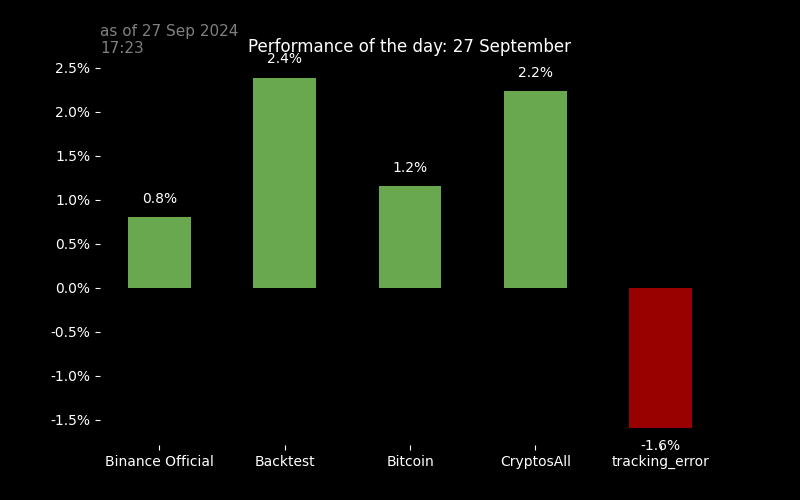 as of 27 Sep 2024
17:23
Performance of the day: 27 September
2.5%
2.0%
1.5%
1.0%
0.5%
0.0%
-0.5%
-1.0%
-1.5%
0.8%
2.4%
1.2%
2.2%
-1.6%
Binance Official
Backtest
Bitcoin
CryptosAll
tracking_error